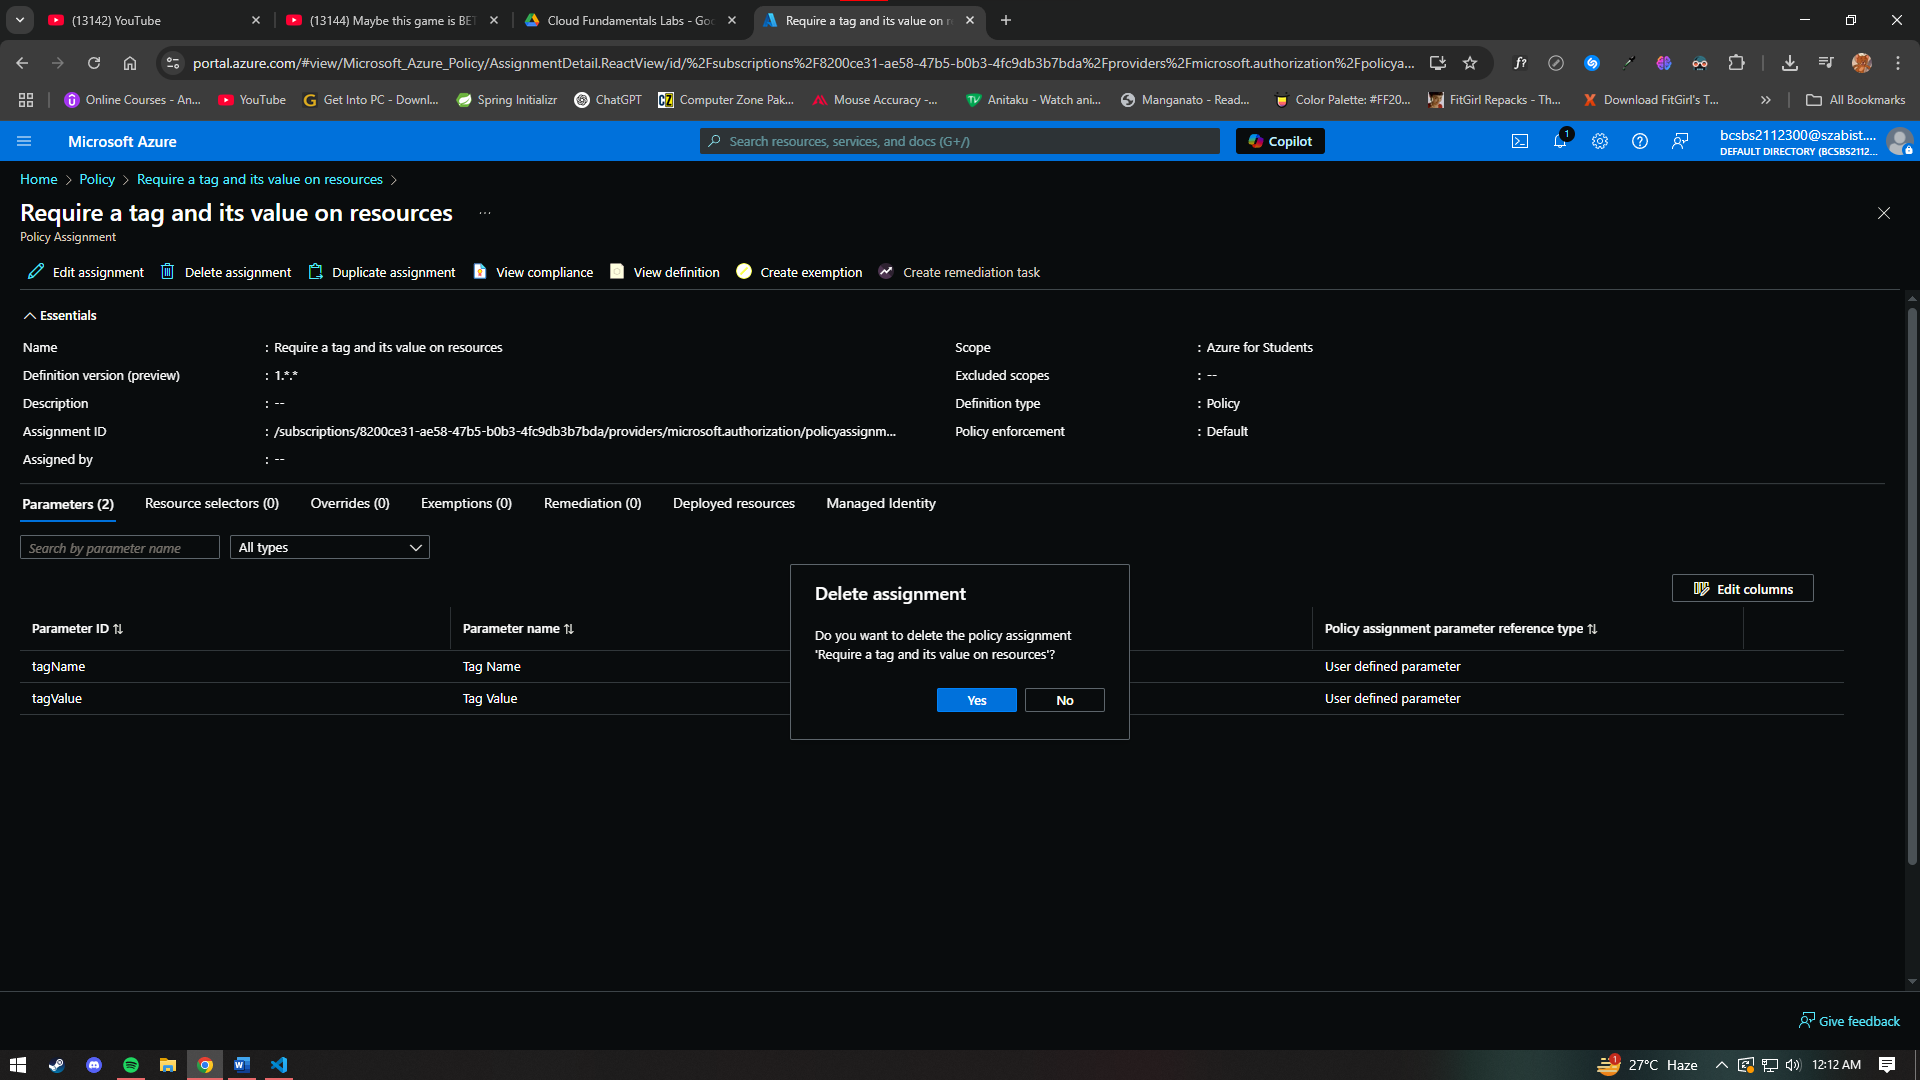 (13142) YouTube
(13144) Maybe this game is BET
Cloud Fundamentals Labs - Goo
Require a tag and its value on re
portal.azure.com/#view/Microsoft_Azure_Policy/AssignmentDetail.ReactView/id/%2Fsubscriptions%2F8200ce31-ae58-47b5-b0b3-4fc9db3b7bda%2Fproviders%2Fmicrosoft.authorization%2Fpolicya...
Online Courses - An...
YouTube
Get Into PC - Downl...
Spring Initializr
ChatGPT
Computer Zone Pak...
Mouse Accuracy -...
Anitaku - Watch ani...
Manganato - Read...
Color Palette: #FF20...
FitGirl Repacks - Th...
Download FitGirl's T...
All Bookmarks
Microsoft Azure
Search resources, services, and docs (G+/)
Copilot
1
bcsbs2112300@szabist....
DEFAULT DIRECTORY (BCSBS2112...
Home > Policy > Require a tag and its value on resources >
Require a tag and its value on resources ...
Policy Assignment
Edit assignment
Delete assignment
Duplicate assignment
View compliance
View definition
Create exemption
Create remediation task
Essentials
Name : Require a tag and its value on resources
Scope : Azure for Students
Definition version (preview) : 1.*.*
Excluded scopes : --
Description : --
Definition type : Policy
Assignment ID : /subscriptions/8200ce31-ae58-47b5-b0b3-4fc9db3b7bda/providers/microsoft.authorization/policyassignm...
Policy enforcement : Default
Assigned by : --
Parameters (2)
Resource selectors (0)
Overrides (0)
Exemptions (0)
Remediation (0)
Deployed resources
Managed Identity
Search by parameter name
All types
Edit columns
Parameter ID
Parameter name
Policy assignment parameter reference type
tagName
Tag Name
User defined parameter
tagValue
Tag Value
User defined parameter
Delete assignment
Do you want to delete the policy assignment
'Require a tag and its value on resources'?
Yes
No
Give feedback
1
27°C Haze
12:12 AM